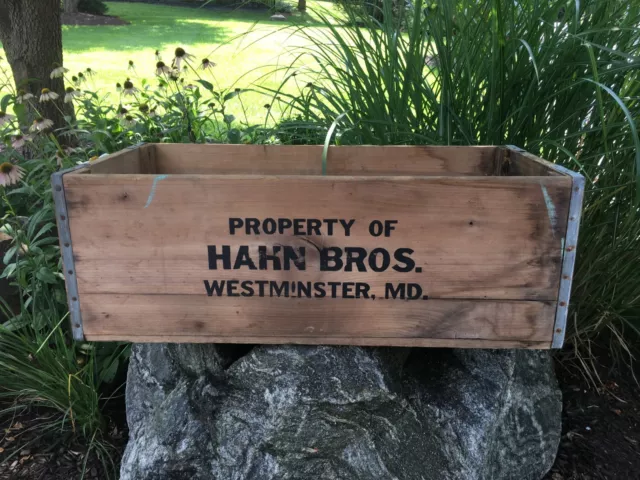 PROPERTY OF
HAHN BROS.
WESTMINSTER, MD.